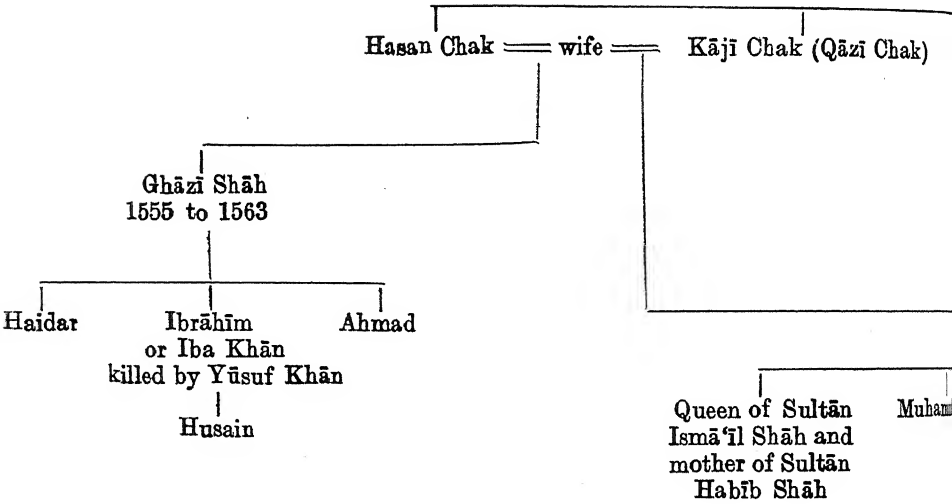 Hasan Chak wife Kājī Chak (Qāzī Chak)
Ghāzī Shāh
1555 to 1563
Haidar
Ibrāhīm
or Iba Khān
killed by Yūsuf Khān
Ahmad
Husain
Queen of Sultān
Ismā‘īl Shāh and
mother of Sultān
Habīb Shāh